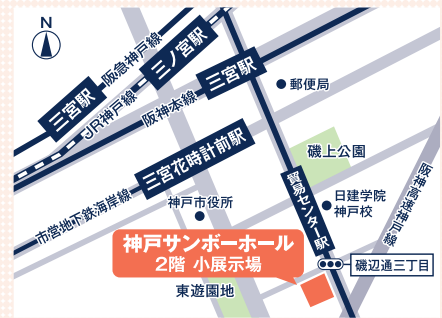 N
三宮駅
阪急神戸線
三ノ宮駅
JR神戸線
三宮駅
阪神本線
郵便局
三宮花時計前駅
市営地下鉄海岸線
磯上公園
阪神高速神戸線
貿易センター駅
日建学院
神戸校
神戸市役所
神戸サンボーホール
2階 小展示場
磯辺通三丁目
東遊園地